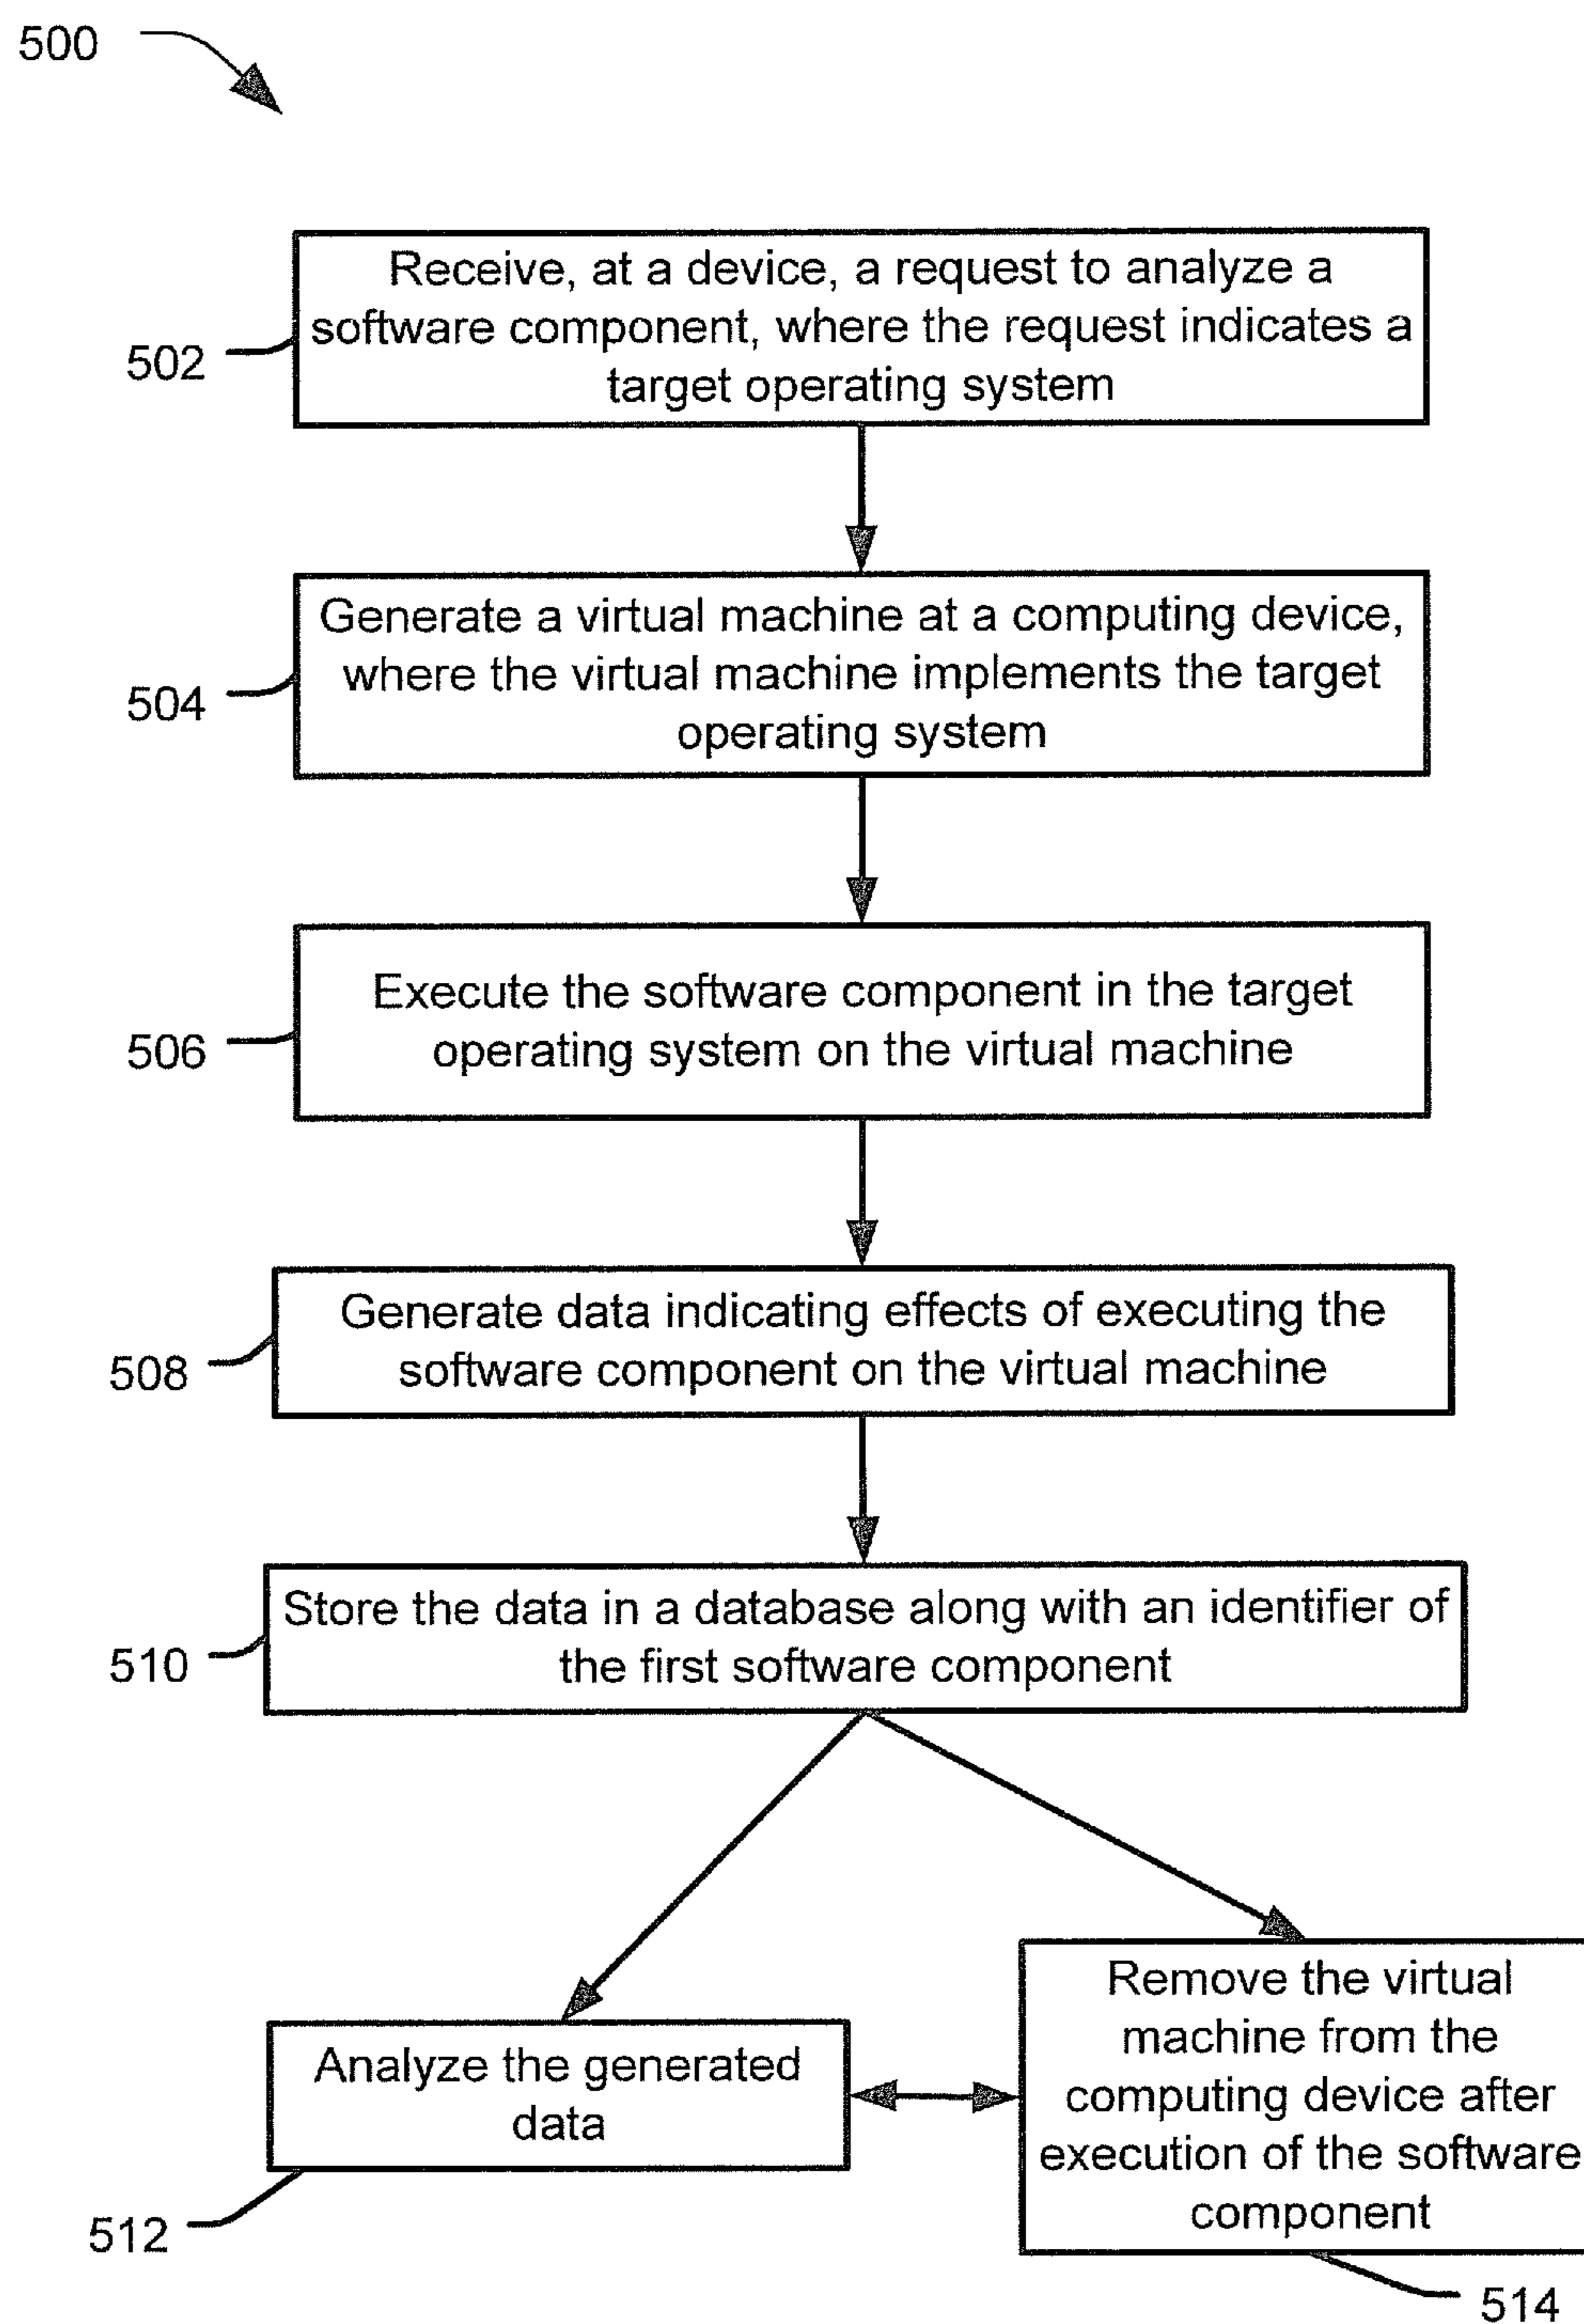 500
Receive, at a device, a request to analyze a
software component, where the request indicates a
target operating system
502
Generate a virtual machine at a computing device,
where the virtual machine implements the target
operating system
504
Execute the software component in the target
operating system on the virtual machine
506
Generate data indicating effects of executing the
software component on the virtual machine
508
Store the data in a database along with an identifier of
the first software component
510
Analyze the generated
data
512
Remove the virtual
machine from the
computing device after
execution of the software
component
514